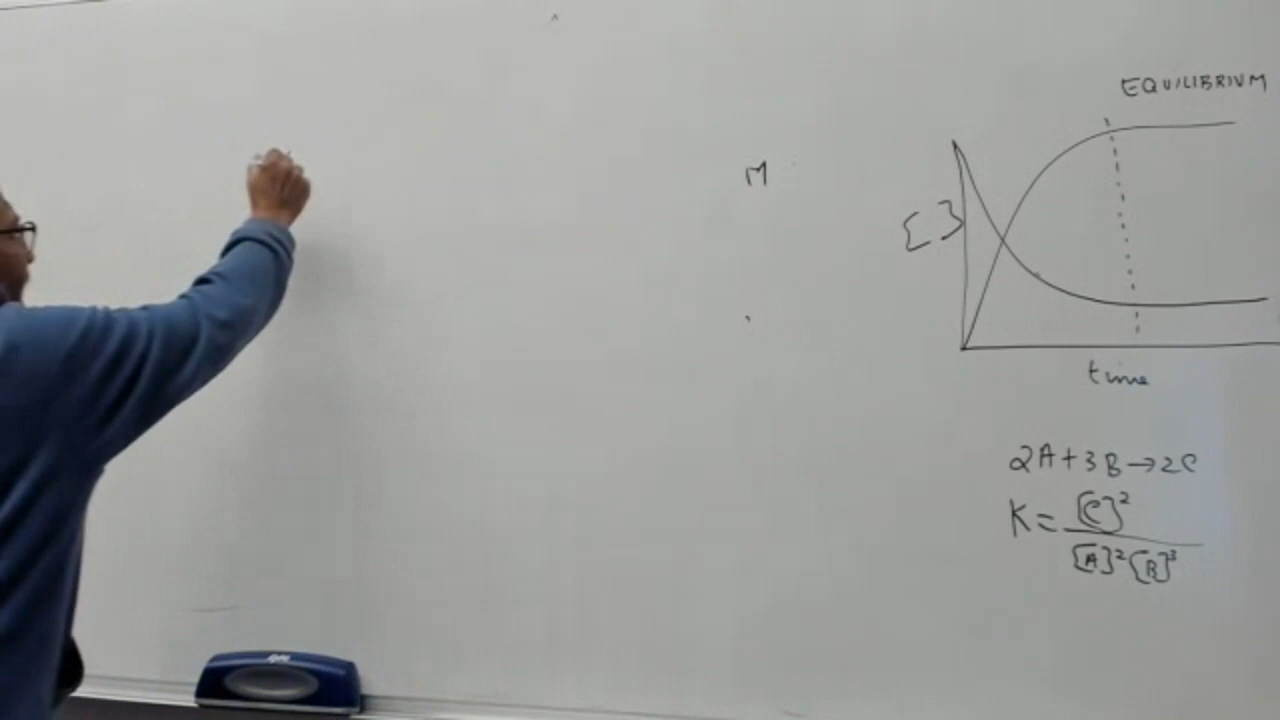 EQUILIBRIUM
M
[ ]
time
2A+3B→2C
K=[C]²
[A]²[B]³